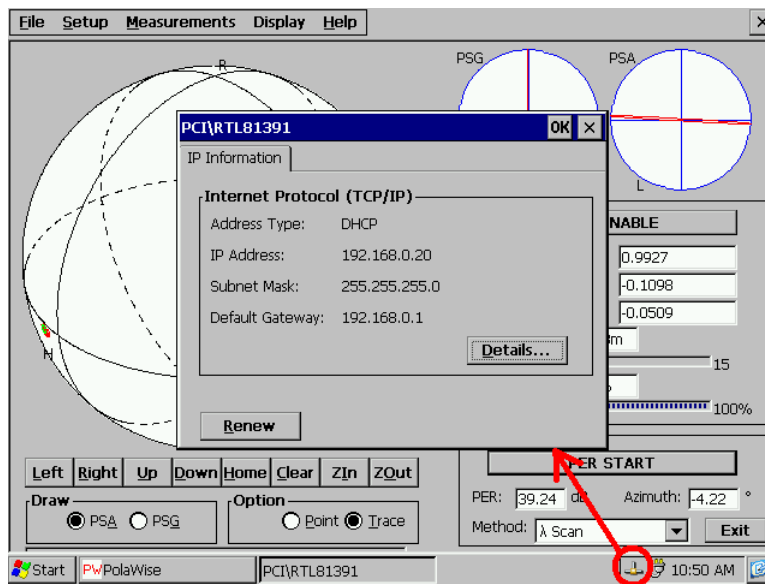 File Setup Measurements Display Help
PSG PSA
R
PCI\RTL81391 OK
IP Information
Internet Protocol (TCP/IP)
Address Type: DHCP
IP Address: 192.168.0.20
Subnet Mask: 255.255.255.0
Default Gateway: 192.168.0.1
Details...
Renew
L
NABLE
0.9927
-0.1098
-0.0509
m
15
100%
H
Left Right Up Down Home Clear ZIn ZOut
Draw
PSA PSG
Option
Point Trace
PER START
PER: 39.24 dB Azimuth: -4.22 °
Method: λ Scan Exit
Start PW PolaWise PCI\RTL81391 10:50 AM